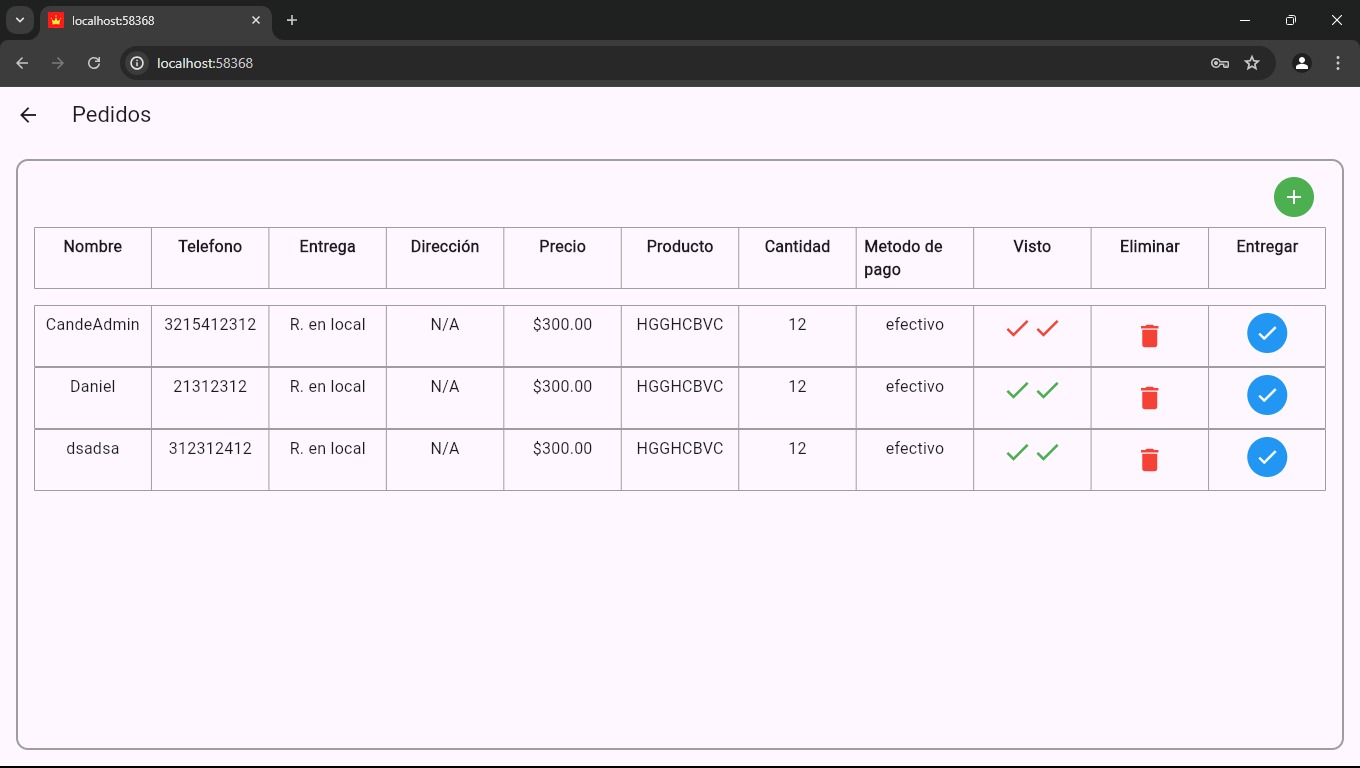 localhost:58368
localhost:58368
Pedidos
Nombre Telefono Entrega Dirección Precio Producto Cantidad Metodo de pago Visto Eliminar Entregar
CandeAdmin 3215412312 R. en local N/A $300.00 HGGHCBVC 12 efectivo
Daniel 21312312 R. en local N/A $300.00 HGGHCBVC 12 efectivo
dsadsa 312312412 R. en local N/A $300.00 HGGHCBVC 12 efectivo